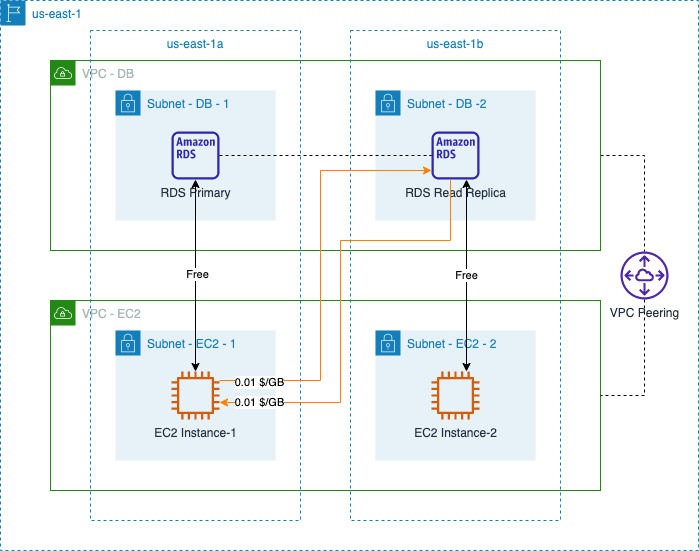 us-east-1
us-east-1a
us-east-1b
VPC - DB
Subnet - DB - 1
Subnet - DB -2
Amazon
RDS
Amazon
RDS
RDS Primary
RDS Read Replica
Free
Free
VPC Peering
VPC - EC2
Subnet - EC2 - 1
Subnet - EC2 - 2
0.01 $/GB
0.01 $/GB
EC2 Instance-1
EC2 Instance-2